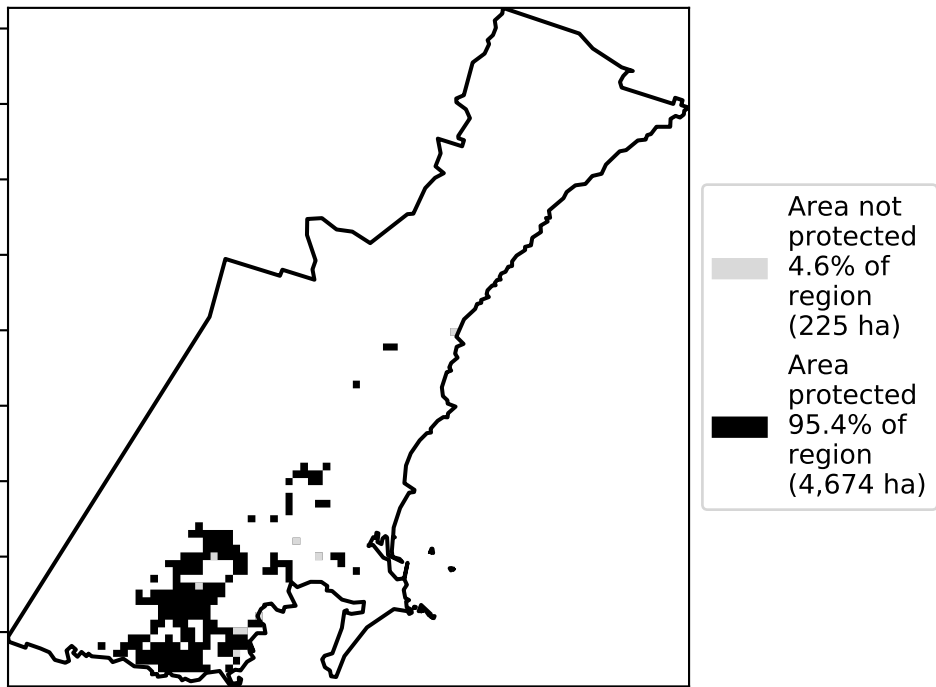 Area not
protected
4.6% of
region
(225 ha)
Area
protected
95.4% of
region
(4,674 ha)